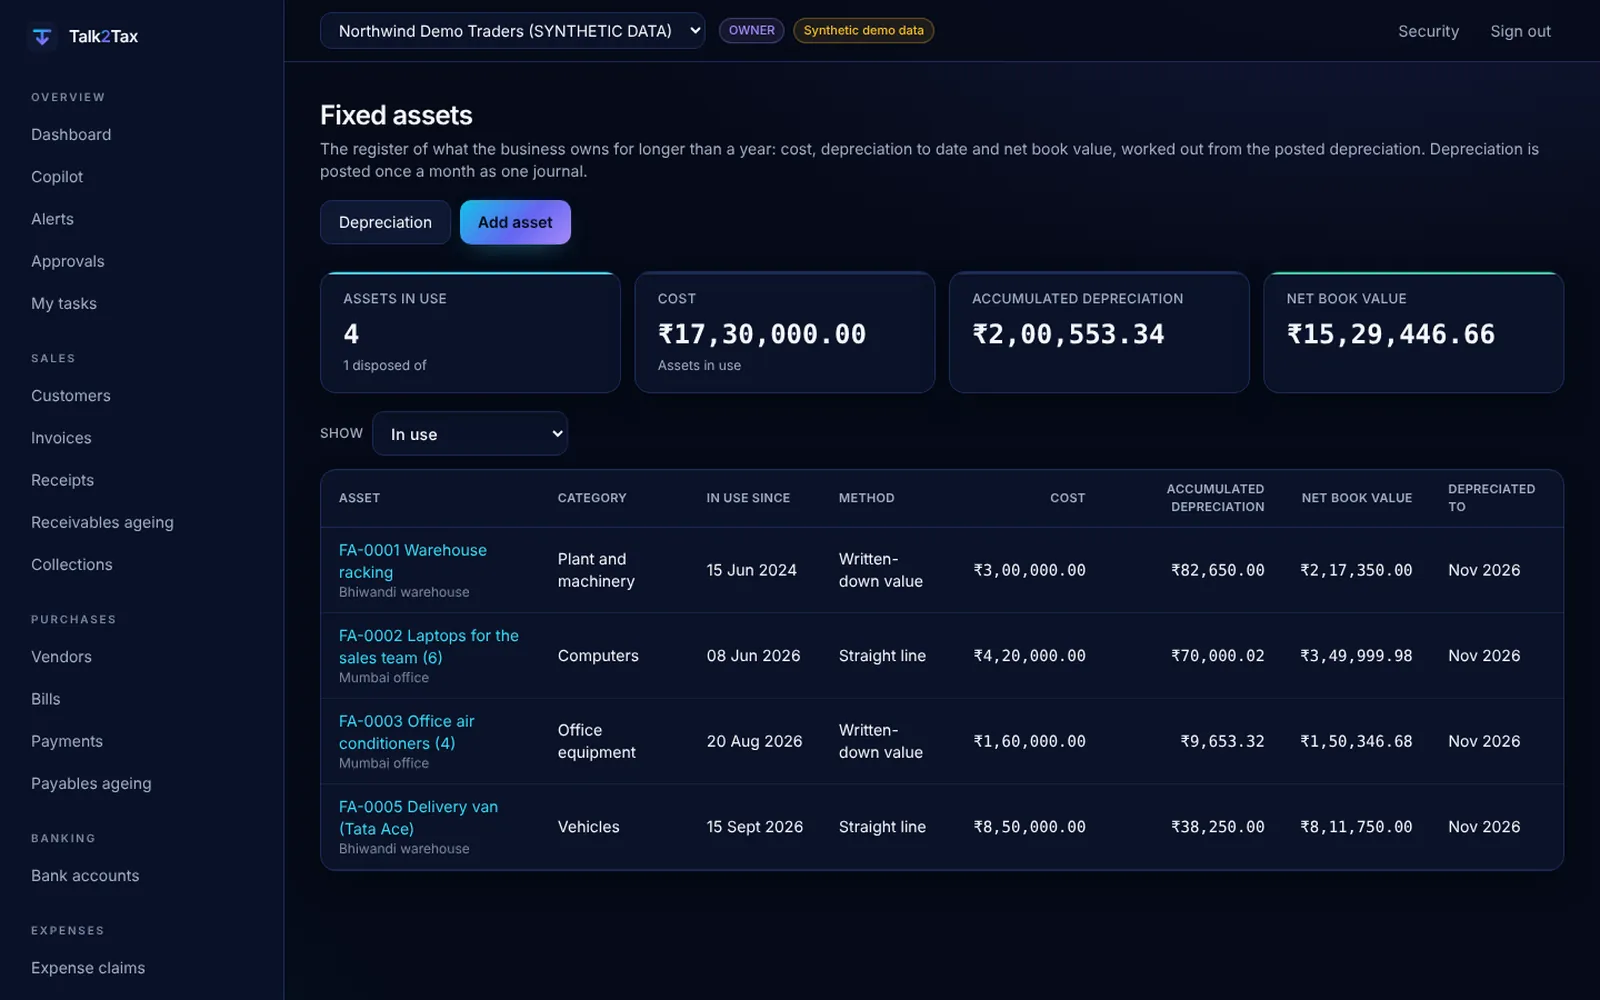 Talk2Tax
Northwind Demo Traders (SYNTHETIC DATA)
OWNER
Synthetic demo data
Security
Sign out
OVERVIEW
Dashboard
Copilot
Alerts
Approvals
My tasks
SALES
Customers
Invoices
Receipts
Receivables ageing
Collections
PURCHASES
Vendors
Bills
Payments
Payables ageing
BANKING
Bank accounts
EXPENSES
Expense claims
Fixed assets
The register of what the business owns for longer than a year: cost, depreciation to date and net book value, worked out from the posted depreciation. Depreciation is
posted once a month as one journal.
Depreciation
Add asset
ASSETS IN USE
4
1 disposed of
COST
₹17,30,000.00
Assets in use
ACCUMULATED DEPRECIATION
₹2,00,553.34
NET BOOK VALUE
₹15,29,446.66
SHOW
In use
ASSET CATEGORY IN USE SINCE METHOD COST ACCUMULATED DEPRECIATION NET BOOK VALUE DEPRECIATED TO
FA-0001 Warehouse
racking
Bhiwandi warehouse
Plant and
machinery
15 Jun 2024
Written-
down value
₹3,00,000.00
₹82,650.00
₹2,17,350.00
Nov 2026
FA-0002 Laptops for the
sales team (6)
Mumbai office
Computers
08 Jun 2026
Straight line
₹4,20,000.00
₹70,000.02
₹3,49,999.98
Nov 2026
FA-0003 Office air
conditioners (4)
Mumbai office
Office
equipment
20 Aug 2026
Written-
down value
₹1,60,000.00
₹9,653.32
₹1,50,346.68
Nov 2026
FA-0005 Delivery van
(Tata Ace)
Bhiwandi warehouse
Vehicles
15 Sept 2026
Straight line
₹8,50,000.00
₹38,250.00
₹8,11,750.00
Nov 2026